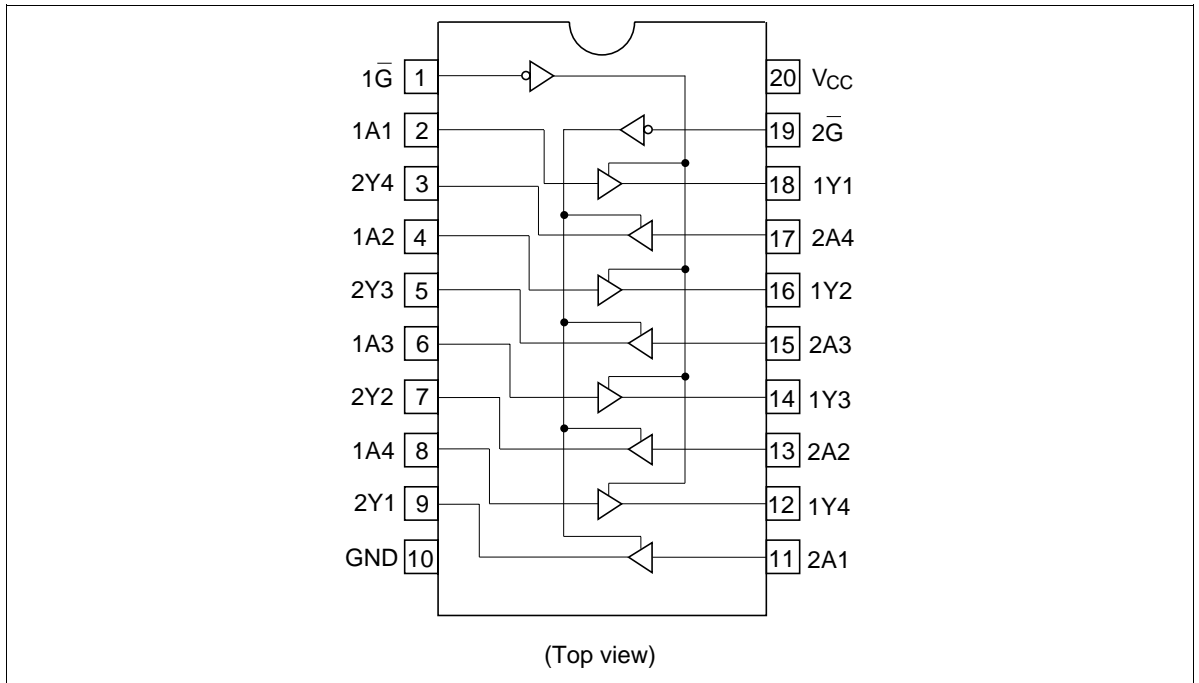 1G̅ 1 20 VCC
1A1 2 19 2G̅
2Y4 3 18 1Y1
1A2 4 17 2A4
2Y3 5 16 1Y2
1A3 6 15 2A3
2Y2 7 14 1Y3
1A4 8 13 2A2
2Y1 9 12 1Y4
GND 10 11 2A1
(Top view)